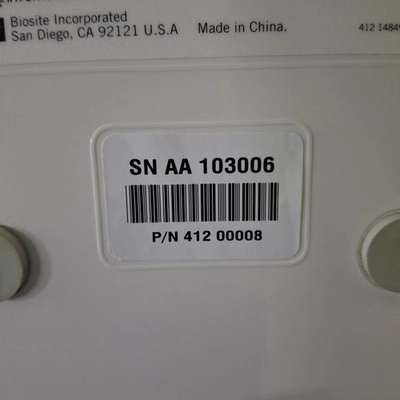 Biosite Incorporated
San Diego, CA 92121 U.S.A Made in China.
SN AA 103006
P/N 412 00008